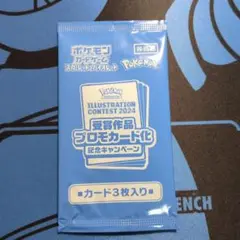 ポケモン
カードゲーム
Pokémon
ILLUSTRATION
CONTEST 2024
受賞作品
プロモカード化
記念キャンペーン
■カード3枚入り■
ENCH